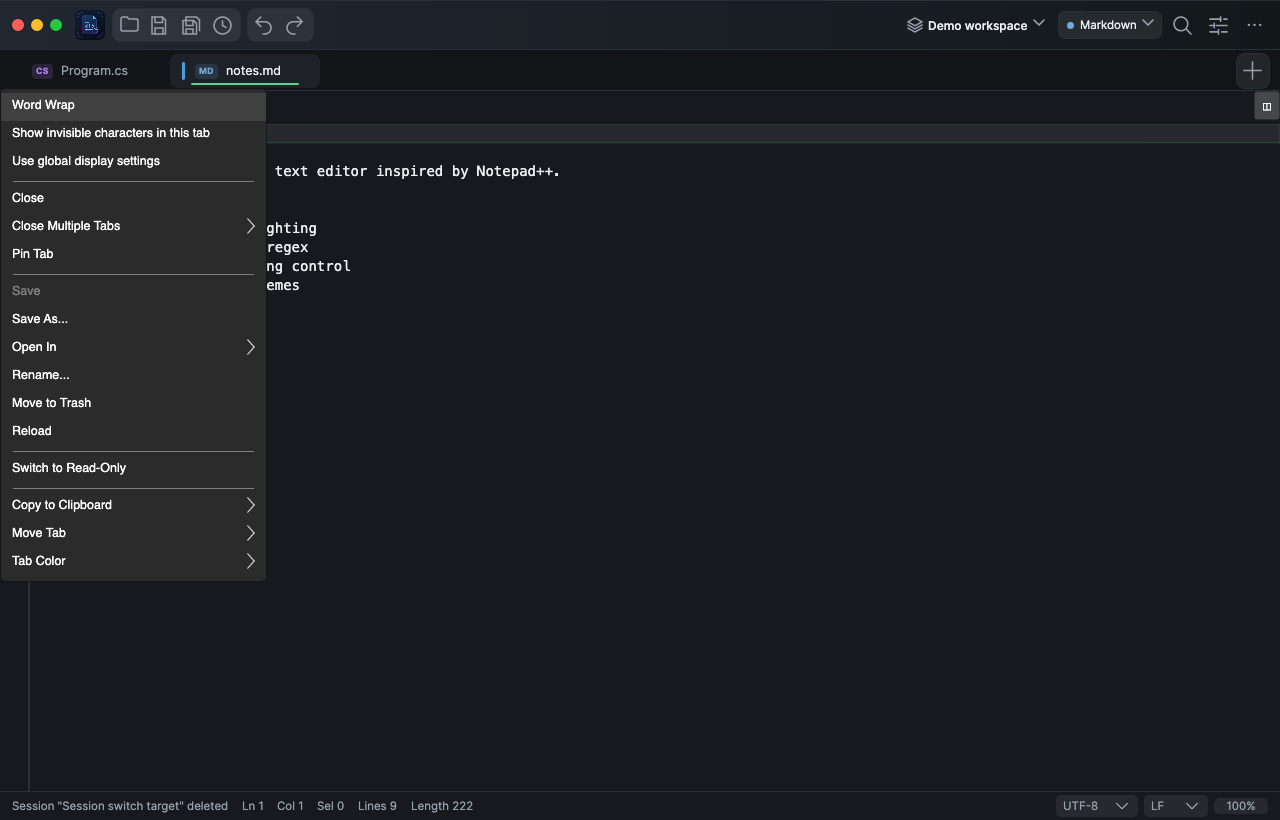 Demo workspace
Markdown
CS Program.cs
MD notes.md
Word Wrap
Show invisible characters in this tab
Use global display settings
text editor inspired by Notepad++.
Close
Close Multiple Tabs
ghting
regex
Pin Tab
ng control
emes
Save
Save As...
Open In
Rename...
Move to Trash
Reload
Switch to Read-Only
Copy to Clipboard
Move Tab
Tab Color
Session "Session switch target" deleted Ln 1 Col 1 Sel 0 Lines 9 Length 222 UTF-8 LF 100%